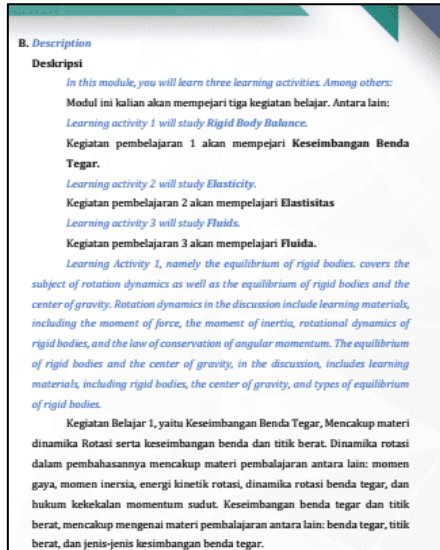 B. Description
Deskripsi
In this module, you will learn three learning activities. Among others:
Modul ini kalian akan mempejari tiga kegiatan belajar. Antara lain:
Learning activity 1 will study Rigid Body Balance.
Kegiatan pembelajaran 1 akan mempejari Keseimbangan Benda
Tegar.
Learning activity 2 will study Elasticity.
Kegiatan pembelajaran 2 akan mempelajari Elastisitas
Learning activity 3 will study Fluids.
Kegiatan pembelajaran 3 akan mempelajari Fluida.
Learning Activity 1, namely the equilibrium of rigid bodies. covers the
subject of rotation dynamics as well as the equilibrium of rigid bodies and the
center of gravity. Rotation dynamics in the discussion include learning materials,
including the moment of force, the moment of inertia, rotational dynamics of
rigid bodies, and the law of conservation of angular momentum. The equilibrium
of rigid bodies and the center of gravity, in the discussion, includes learning
materials, including rigid bodies, the center of gravity, and types of equilibrium
of rigid bodies.
Kegiatan Belajar 1, yaitu Keseimbangan Benda Tegar, Mencakup materi
dinamika Rotasi serta keseimbangan benda dan titik berat. Dinamika rotasi
dalam pembahasannya mencakup materi pembalajaran antara lain: momen
gaya, momen inersia, energi kinetik rotasi, dinamika rotasi benda tegar, dan
hukum kekekalan momentum sudut. Keseimbangan benda tegar dan titik
berat, mencakup mengenai materi pembalajaran antara lain: benda tegar, titik
berat, dan jenis-jenis kesimbangan benda tegar.